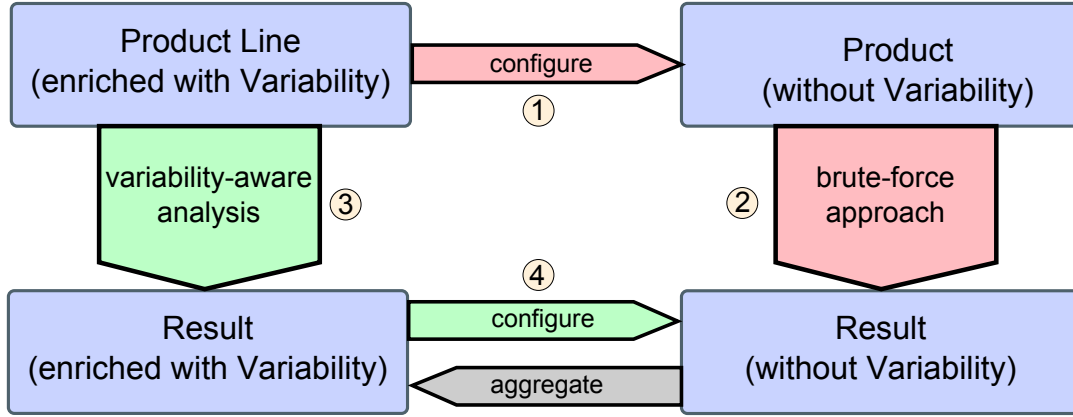 Product Line
(enriched with Variability)
configure
1
Product
(without Variability)
variability-aware
analysis
3
2
brute-force
approach
4
Result
(enriched with Variability)
configure
aggregate
Result
(without Variability)